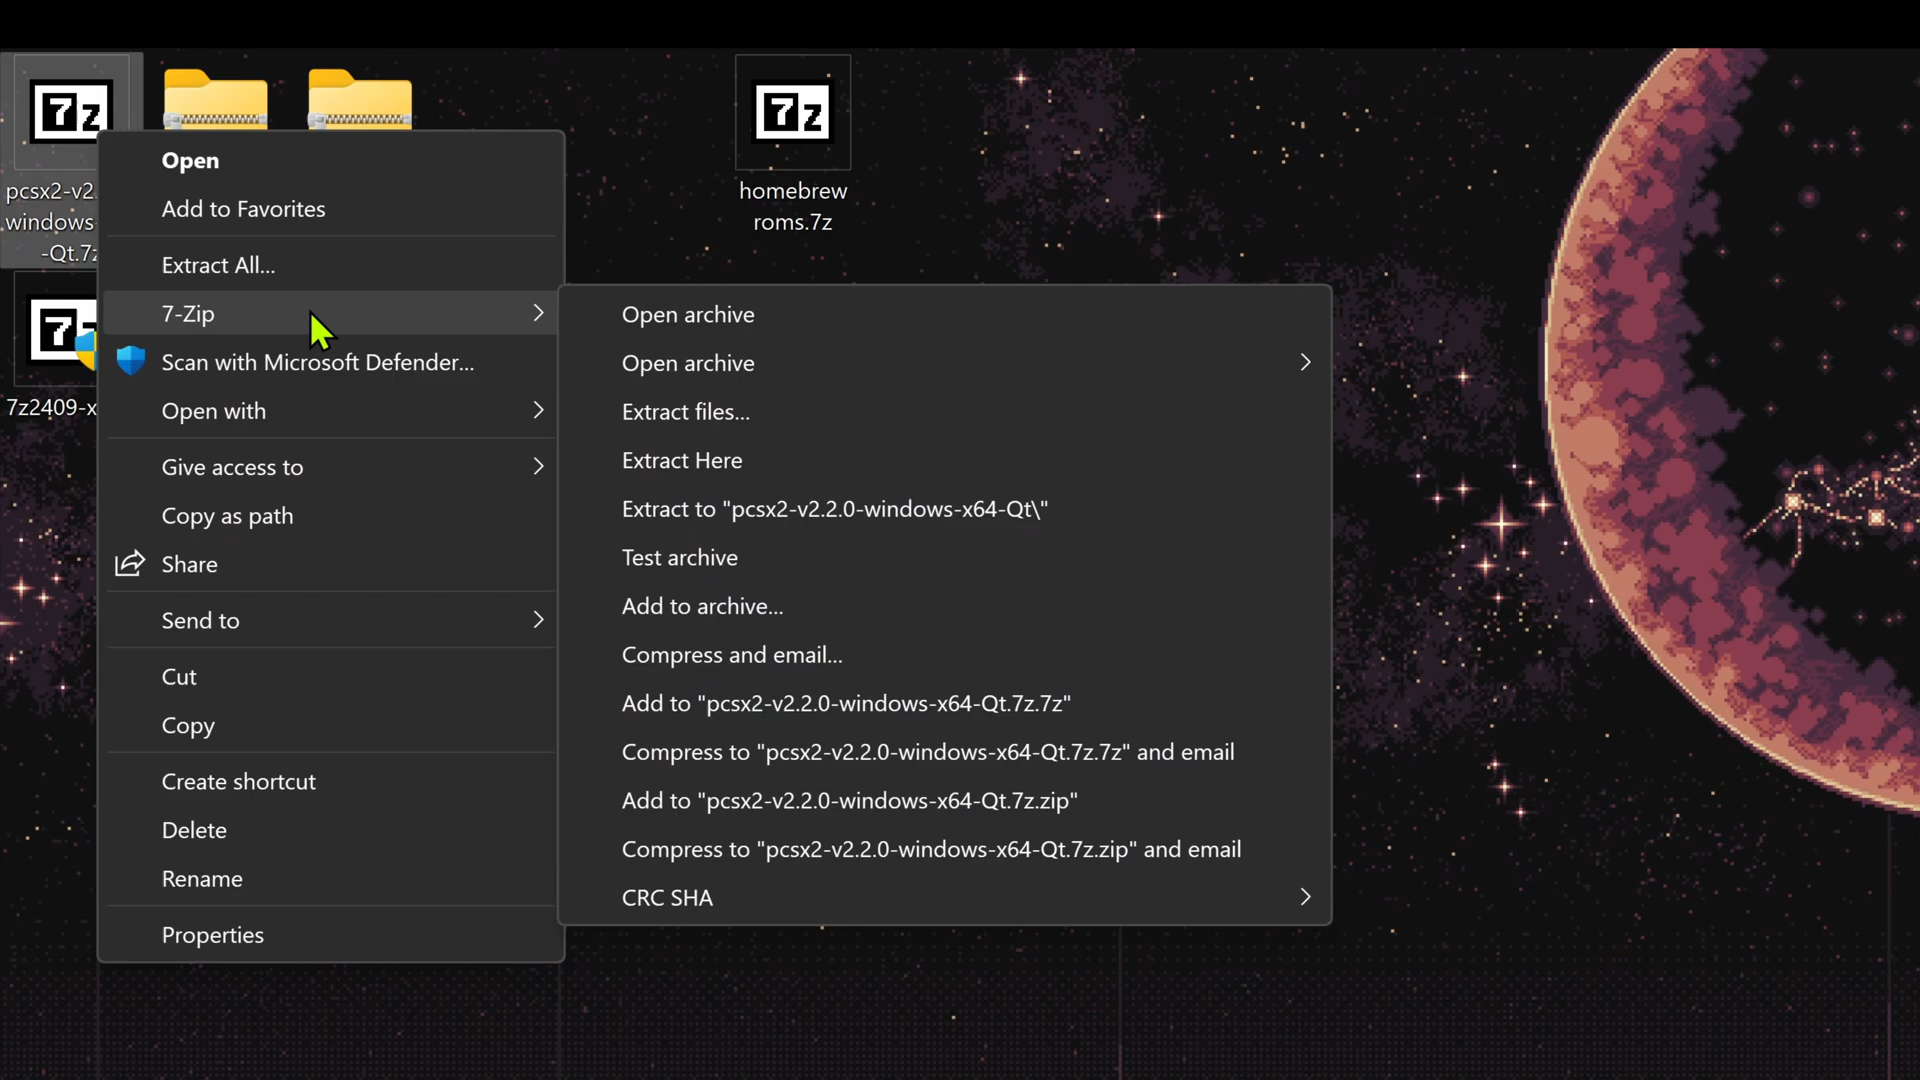 7z
pcsx2-v2.
windows-
-Qt.7z
7z
homebrew
roms.7z
7z
7z2409-x
Open
Add to Favorites
Extract All...
7-Zip
Scan with Microsoft Defender...
Open with
Give access to
Copy as path
Share
Send to
Cut
Copy
Create shortcut
Delete
Rename
Properties
Open archive
Open archive
Extract files...
Extract Here
Extract to "pcsx2-v2.2.0-windows-x64-Qt\"
Test archive
Add to archive...
Compress and email...
Add to "pcsx2-v2.2.0-windows-x64-Qt.7z.7z"
Compress to "pcsx2-v2.2.0-windows-x64-Qt.7z.7z" and email
Add to "pcsx2-v2.2.0-windows-x64-Qt.7z.zip"
Compress to "pcsx2-v2.2.0-windows-x64-Qt.7z.zip" and email
CRC SHA